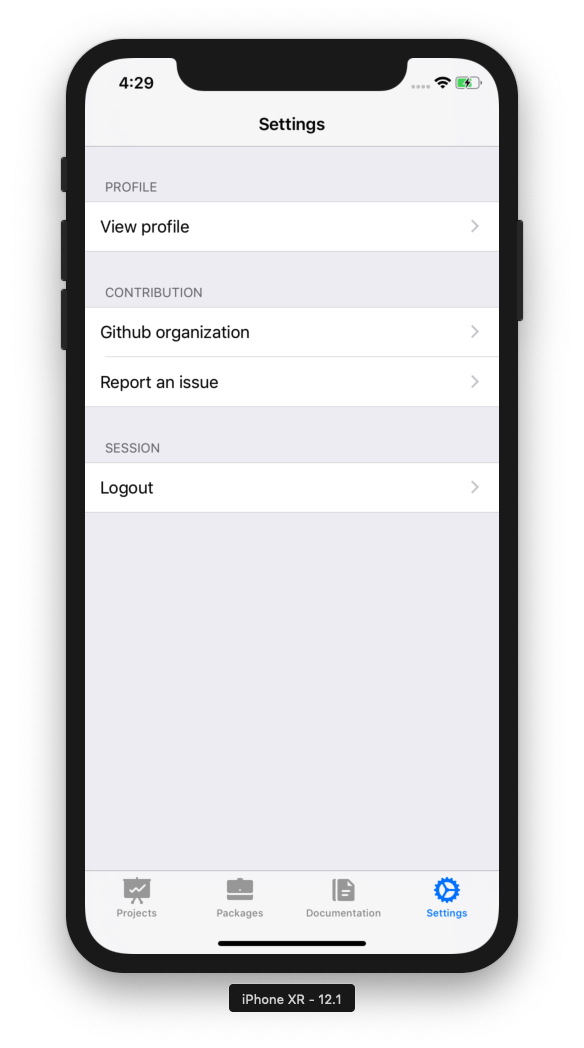 4:29
Settings
PROFILE
View profile
CONTRIBUTION
Github organization
Report an issue
SESSION
Logout
Projects Packages Documentation Settings
iPhone XR - 12.1